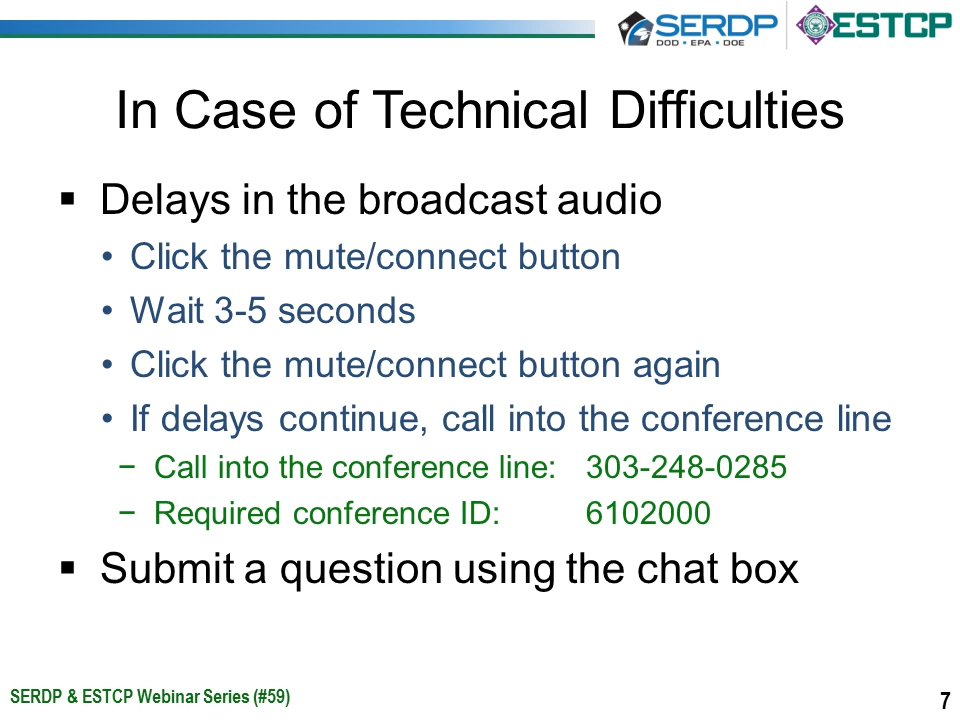 SERDP
DOD • EPA • DOE
ESTCP
In Case of Technical Difficulties
▪ Delays in the broadcast audio
• Click the mute/connect button
• Wait 3-5 seconds
• Click the mute/connect button again
• If delays continue, call into the conference line
− Call into the conference line: 303-248-0285
− Required conference ID: 6102000
▪ Submit a question using the chat box
SERDP & ESTCP Webinar Series (#59)
7